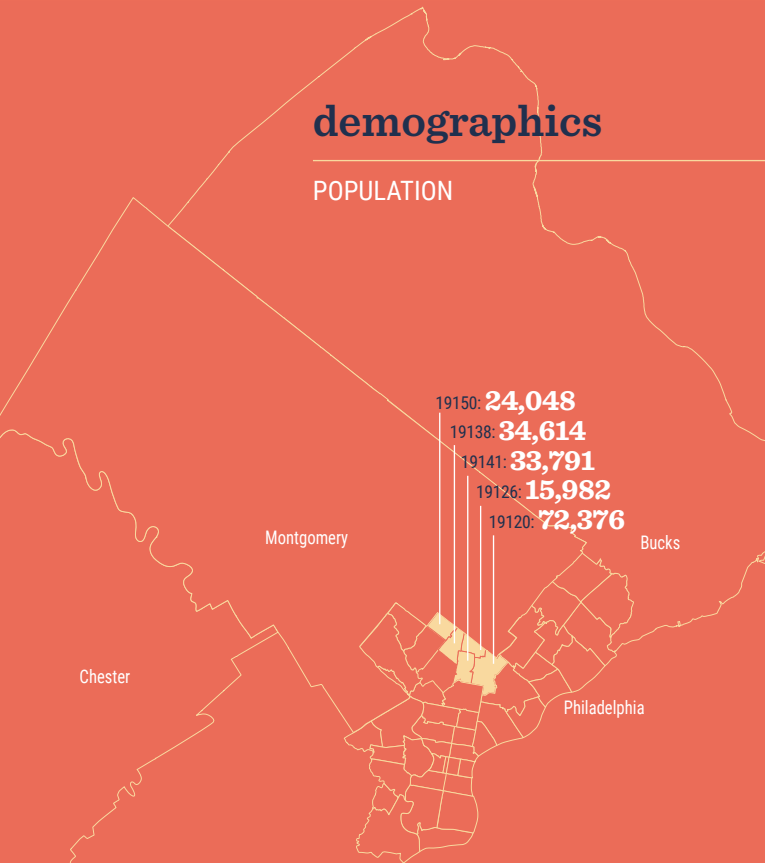 demographics
POPULATION
19150: 24,048
19138: 34,614
19141: 33,791
19126: 15,982
19120: 72,376
Montgomery
Bucks
Chester
Philadelphia